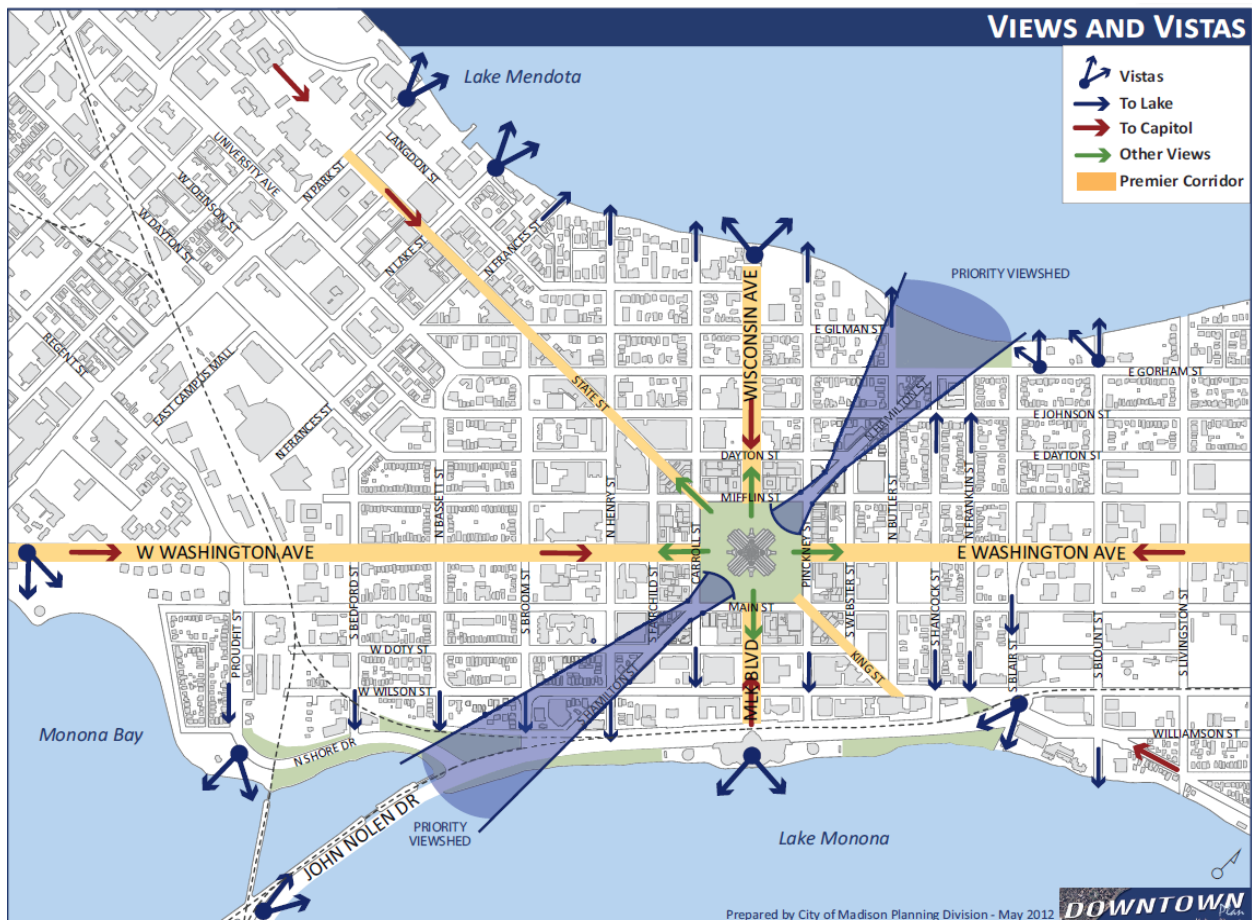 VIEWS AND VISTAS
Vistas
To Lake
To Capitol
Other Views
Premier Corridor
Lake Mendota
LANGDON ST
UNIVERSITY AVE
W JOHNSON ST
W DAYTON ST
N PARK ST
N LAKE ST
N FRANCES ST
PRIORITY VIEWSHED
WISCONSIN AVE
E GILMAN ST
REGENT ST
EAST CAMPUS MALL
N FRANCES ST
STATE ST
N HAMILTON ST
E GORHAM ST
E JOHNSON ST
DAYTON ST
E DAYTON ST
MIFFLIN ST
N BASSETT ST
N HENRY ST
CARROLL ST
PINCKNEY ST
N BUTLER ST
N FRANKLIN ST
W WASHINGTON AVE
E WASHINGTON AVE
S BEDFORD ST
S BROOM ST
S FAIRCHILD ST
MAIN ST
S WEBSTER ST
S HANCOCK ST
S BLAIR ST
S BLOUNT ST
S LIVINGSTON ST
PROUDFIT ST
W DOTY ST
W WILSON ST
S HAMILTON ST
MLK BLVD
KING ST
WILLIAMSON ST
Monona Bay
N SHORE DR
JOHN NOLEN DR
PRIORITY
VIEWSHED
Lake Monona
Prepared by City of Madison Planning Division - May 2012
DOWNTOWN
Plan